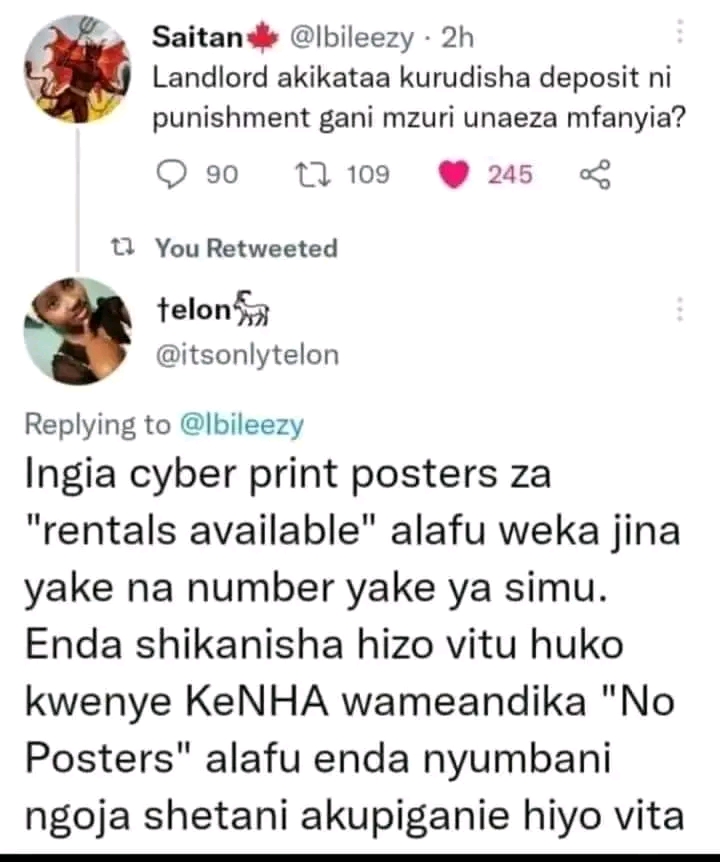 Saitan🍁 @lbileezy · 2h
Landlord akikataa kurudisha deposit ni
punishment gani mzuri unaeza mfanyia?
90 109 245
You Retweeted
†elon𓃶
@itsonlytelon
Replying to @lbileezy
Ingia cyber print posters za
"rentals available" alafu weka jina
yake na number yake ya simu.
Enda shikanisha hizo vitu huko
kwenye KeNHA wameandika "No
Posters" alafu enda nyumbani
ngoja shetani akupiganie hiyo vita